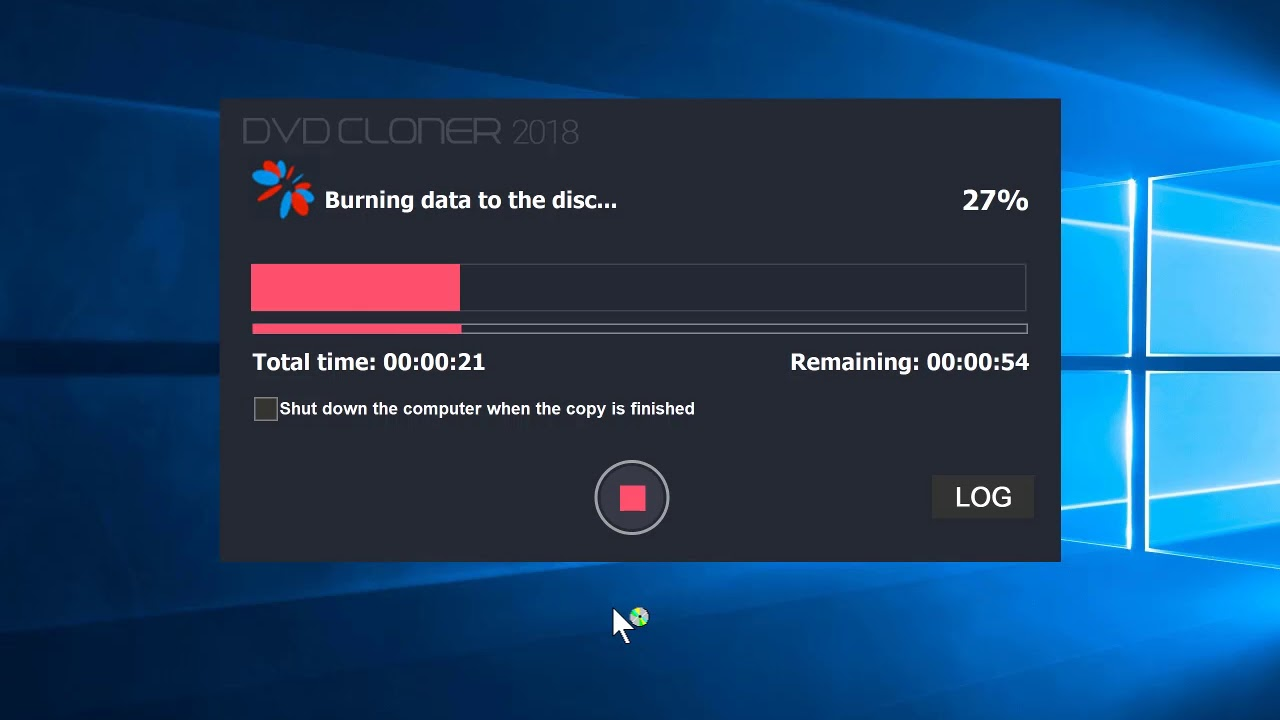 DVD CLONER 2018
Burning data to the disc...
27%
Total time: 00:00:21
Remaining: 00:00:54
Shut down the computer when the copy is finished
LOG